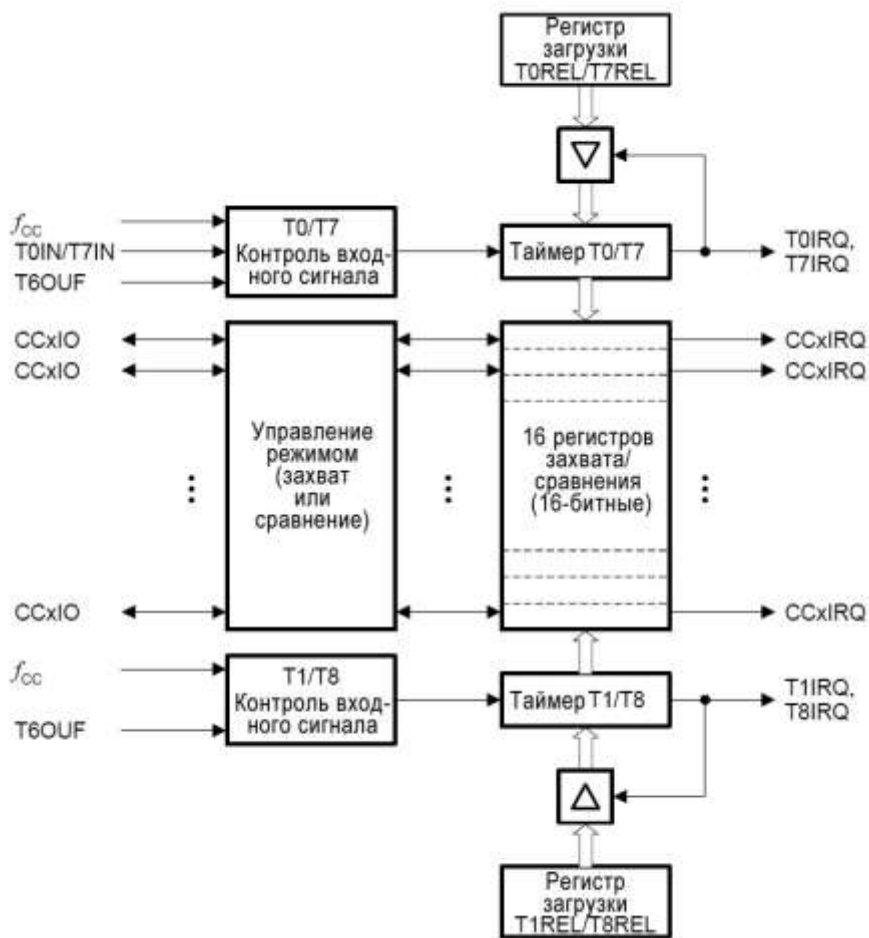 Регистр
загрузки
T0REL/T7REL
fCC
T0IN/T7IN
T6OUF
T0/T7
Контроль вход-
ного сигнала
Таймер T0/T7
T0IRQ,
T7IRQ
CCxIO
CCxIO
CCxIRQ
CCxIRQ
Управление
режимом
(захват
или
сравнение)
16 регистров
захвата/
сравнения
(16-битные)
CCxIO
CCxIRQ
fCC
T6OUF
T1/T8
Контроль вход-
ного сигнала
Таймер T1/T8
T1IRQ,
T8IRQ
Регистр
загрузки
T1REL/T8REL